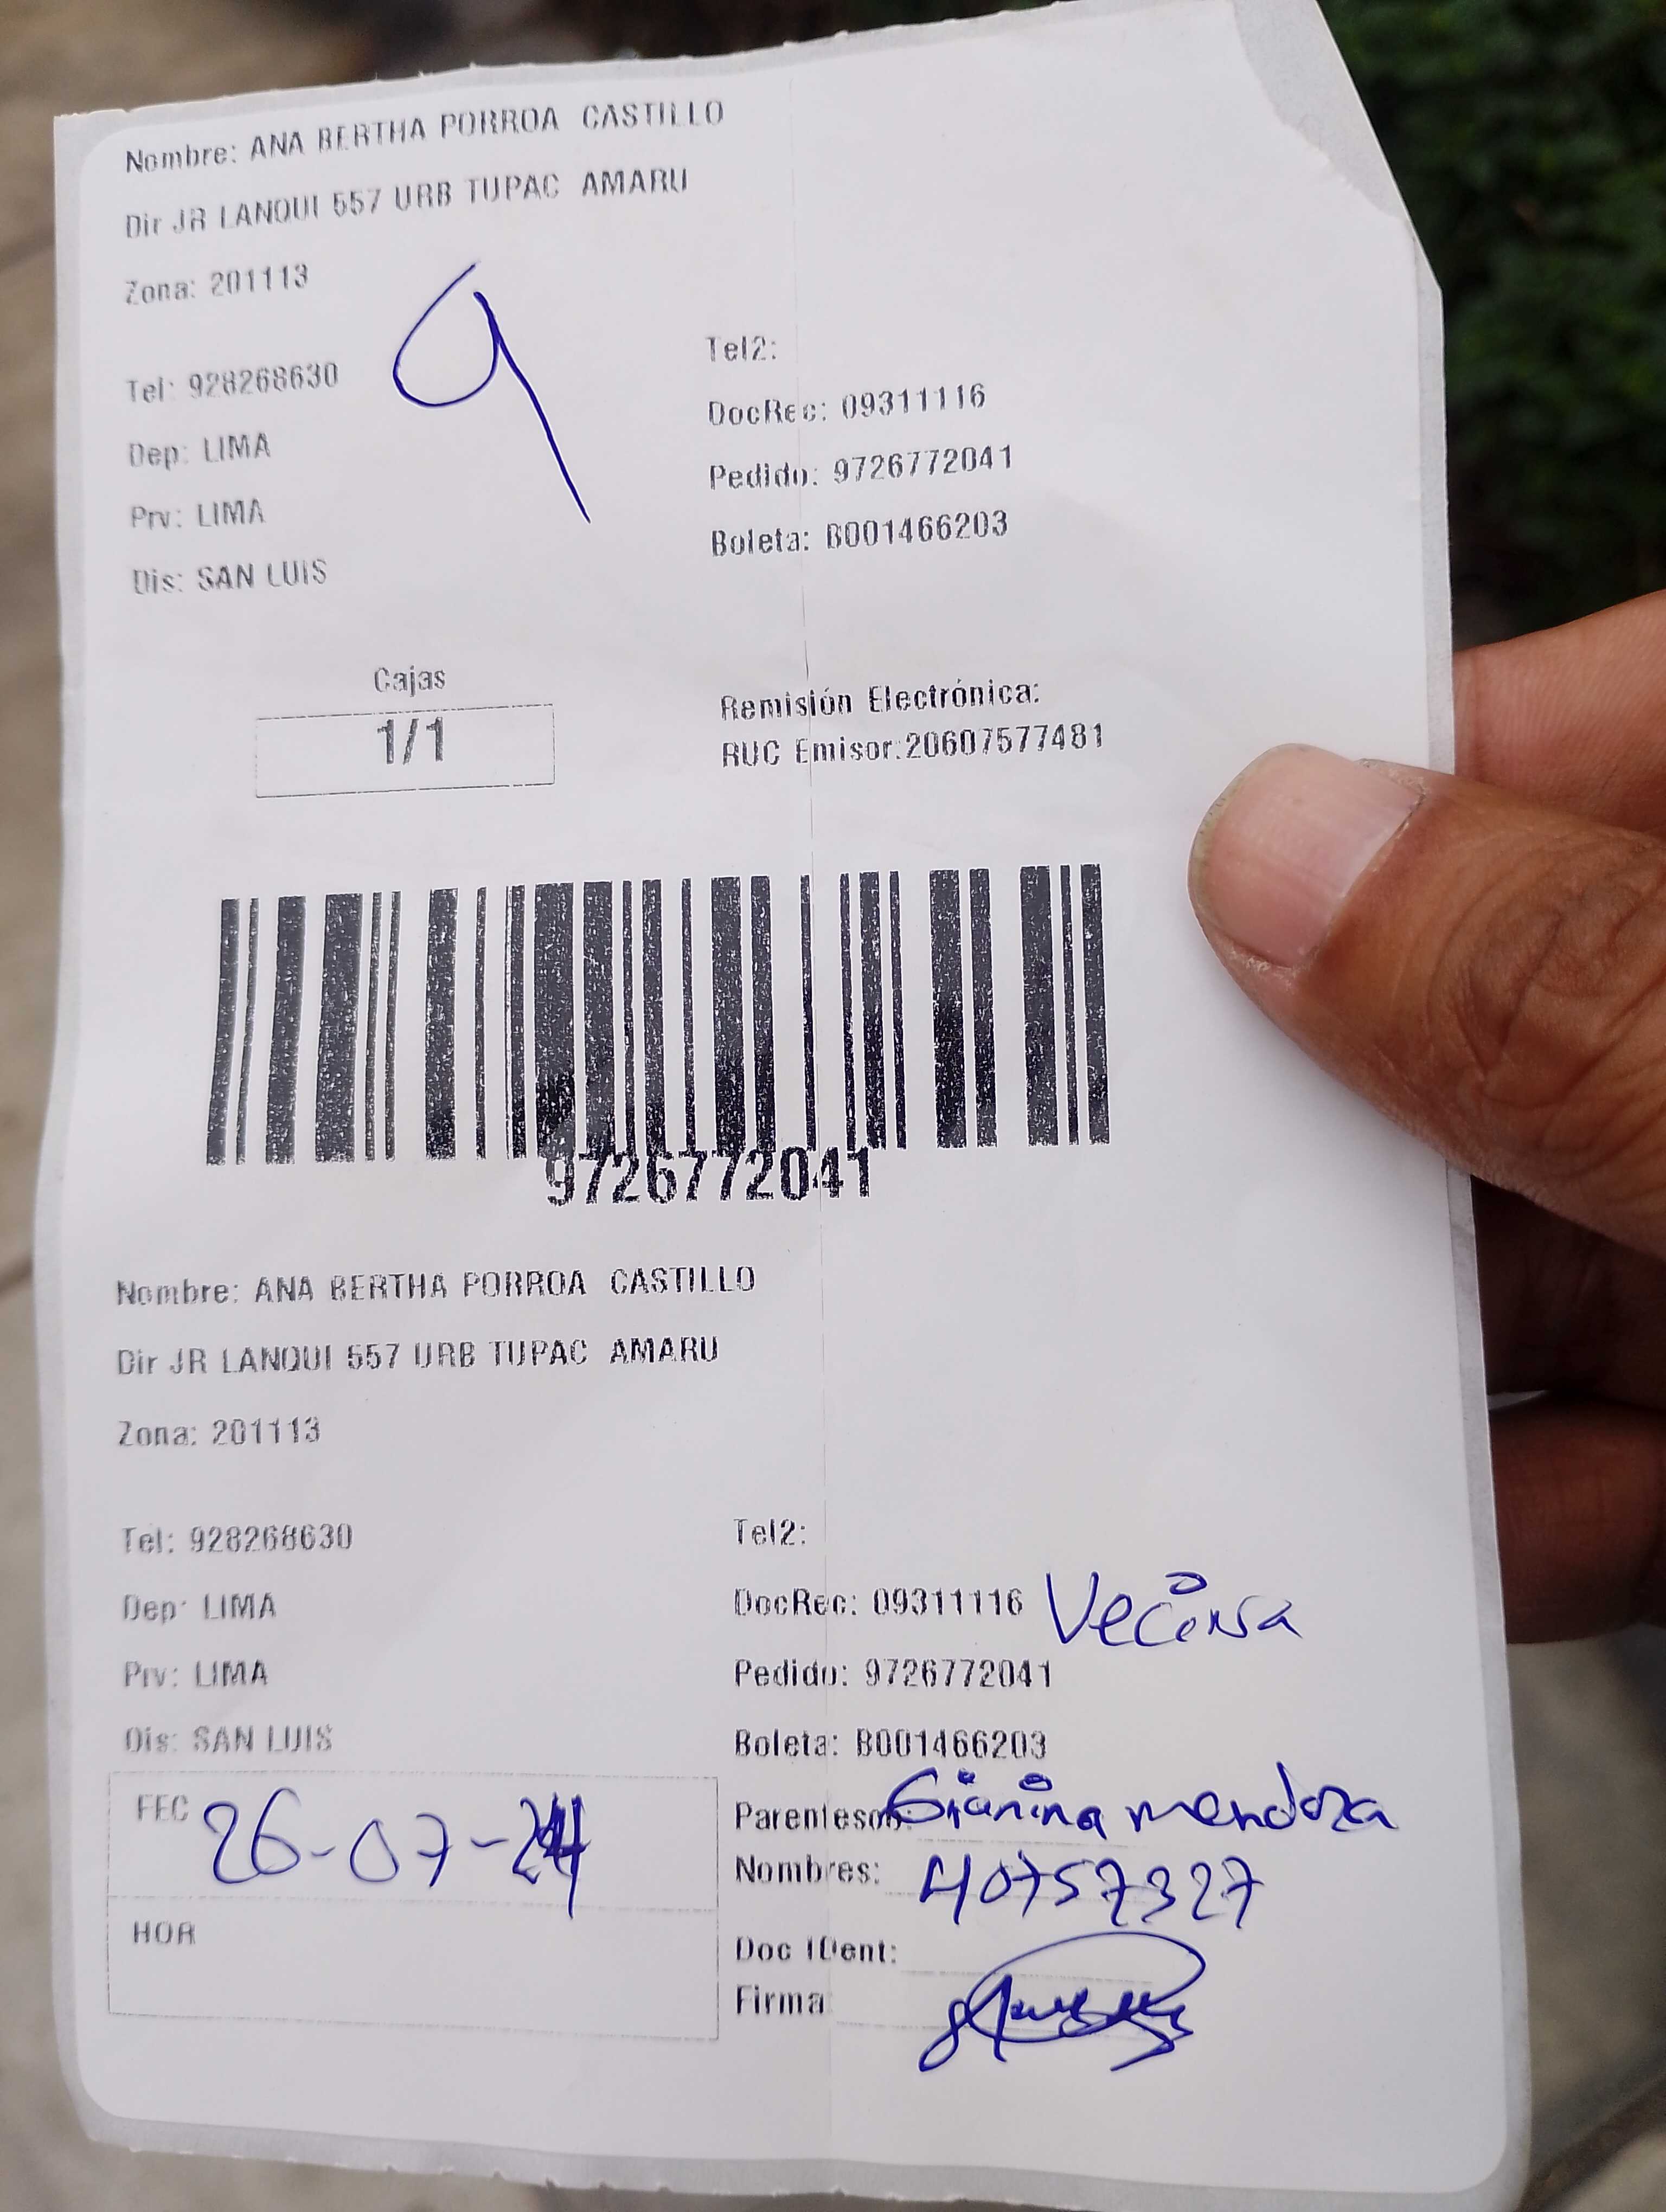 Nombre: ANA BERTHA PORROA CASTILLO
Dir JR LANQUI 557 URB TUPAC AMARU
Zona: 201113
9
Tel: 928268630
Tel2:
DocRec: 09311116
Dep: LIMA
Pedido: 9726772041
Prv: LIMA
Boleta: B001466203
Dis: SAN LUIS
Cajas
1/1
Remisión Electrónica:
RUC Emisor:20607577481
9726772041
Nombre: ANA BERTHA PORROA CASTILLO
Dir JR LANQUI 557 URB TUPAC AMARU
Zona: 201113
Tel: 928268630
Tel2:
Dep: LIMA
DocRec: 09311116 Vecina
Prv: LIMA
Pedido: 9726772041
Dis: SAN LUIS
Boleta: B001466203
FEC 26-07-24
Parentesco: Gianina mendoza
Nombres: 40757327
HOR
Doc IDent:
Firma